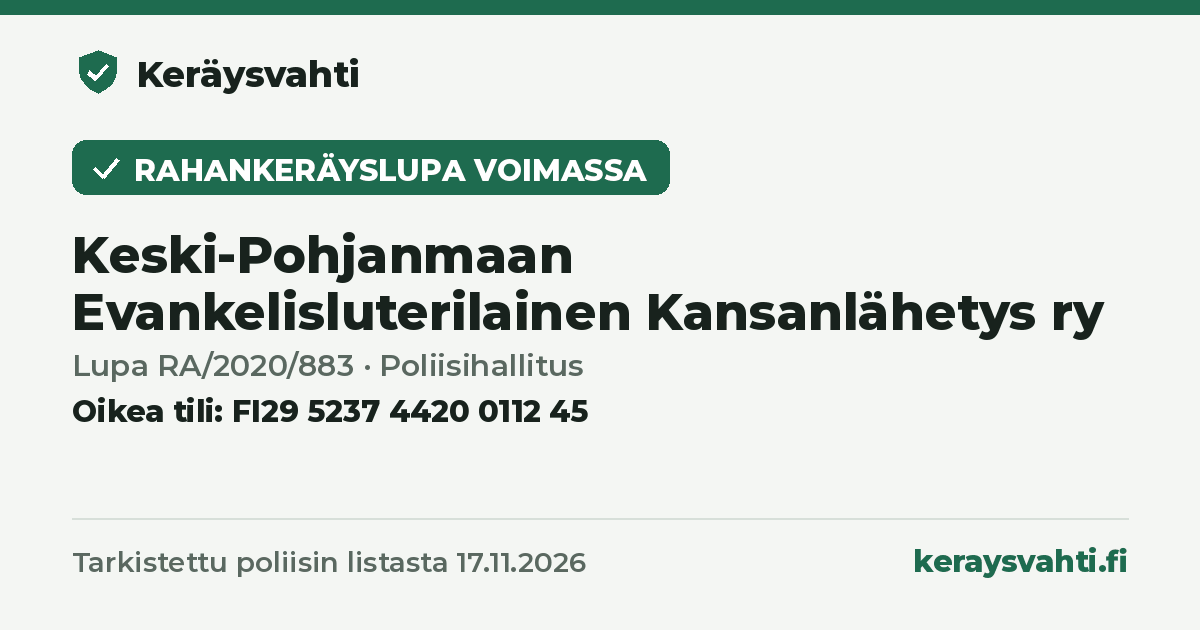 Keräysvahti
RAHANKERÄYSLUPA VOIMASSA
Keski-Pohjanmaan
Evankelisluterilainen Kansanlähetys ry
Lupa RA/2020/883 · Poliisihallitus
Oikea tili: FI29 5237 4420 0112 45
Tarkistettu poliisin listasta 17.11.2026
keraysvahti.fi